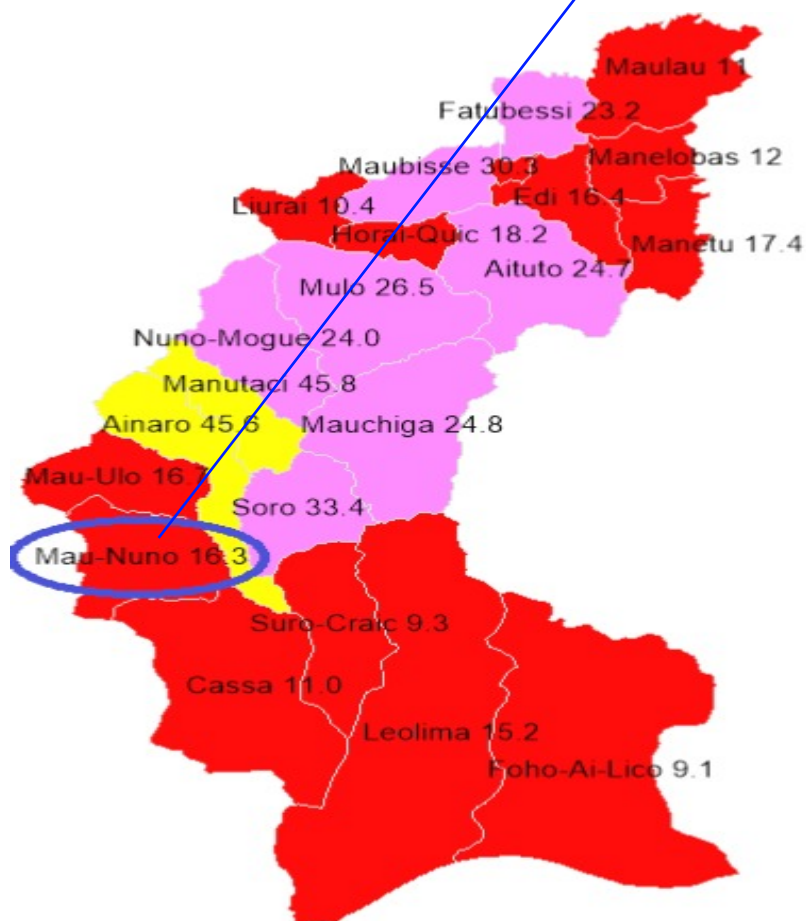 Maulau 11
Fatubessi 23.2
Manelobas 12
Maubisse 30.3
Edi 16.4
Liurai 10.4
Horai-Quic 18.2
Manetu 17.4
Aituto 24.7
Mulo 26.5
Nuno-Mogue 24.0
Manutaci 45.8
Ainaro 45.6
Mauchiga 24.8
Mau-Ulo 16.7
Soro 33.4
Mau-Nuno 16.3
Suro-Craic 9.3
Cassa 11.0
Leolima 15.2
Foho-Ai-Lico 9.1